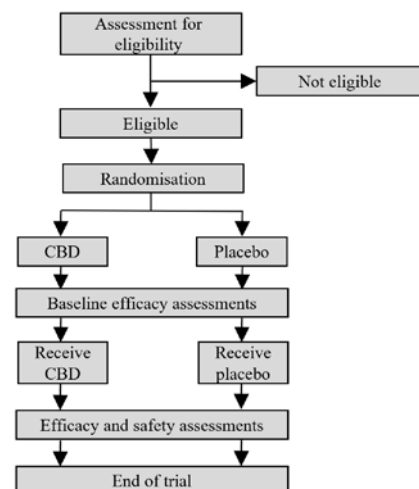 Assessment for
eligibility
Not eligible
Eligible
Randomisation
CBD
Placebo
Baseline efficacy assessments
Receive
CBD
Receive
placebo
Efficacy and safety assessments
End of trial